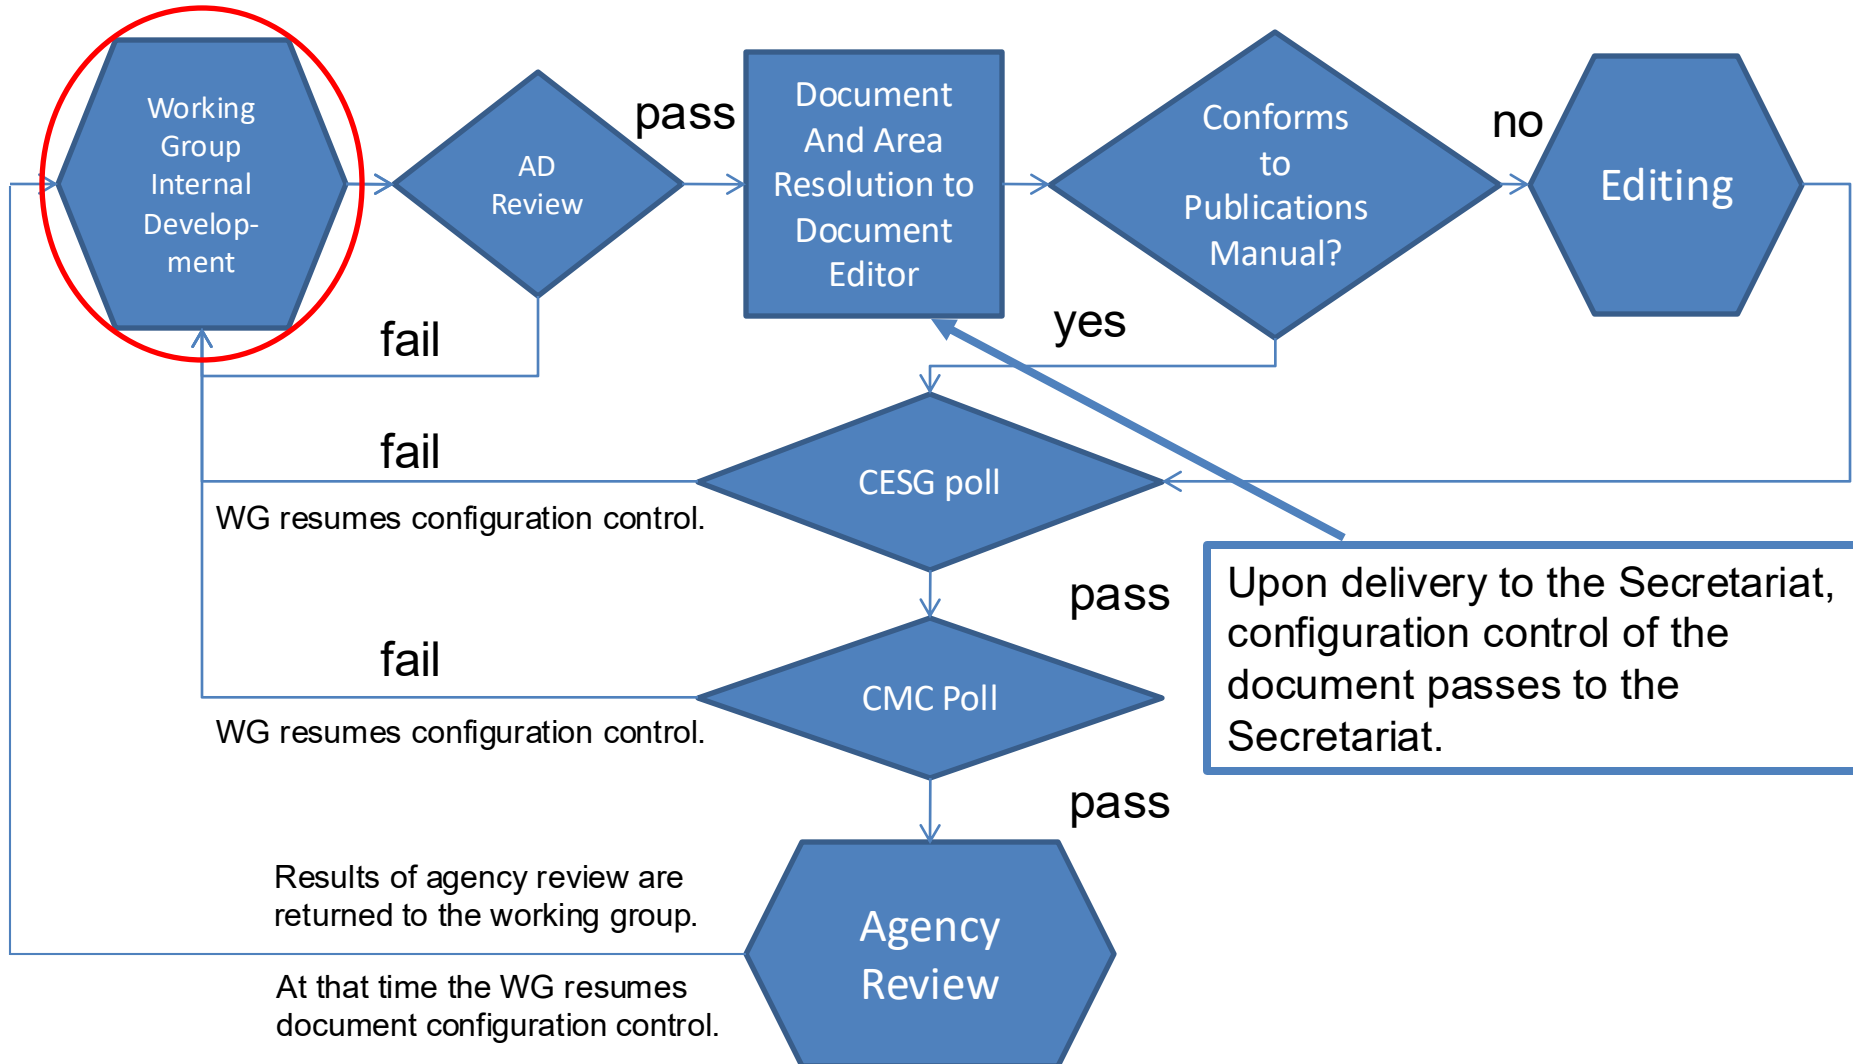 Working
Group
Internal
Develop-
ment
AD
Review
pass
Document
And Area
Resolution to
Document
Editor
Conforms
to
Publications
Manual?
no
Editing
fail
yes
fail
CESG poll
WG resumes configuration control.
pass
Upon delivery to the Secretariat,
configuration control of the
document passes to the
Secretariat.
fail
CMC Poll
WG resumes configuration control.
pass
Results of agency review are
returned to the working group.
Agency
Review
At that time the WG resumes
document configuration control.